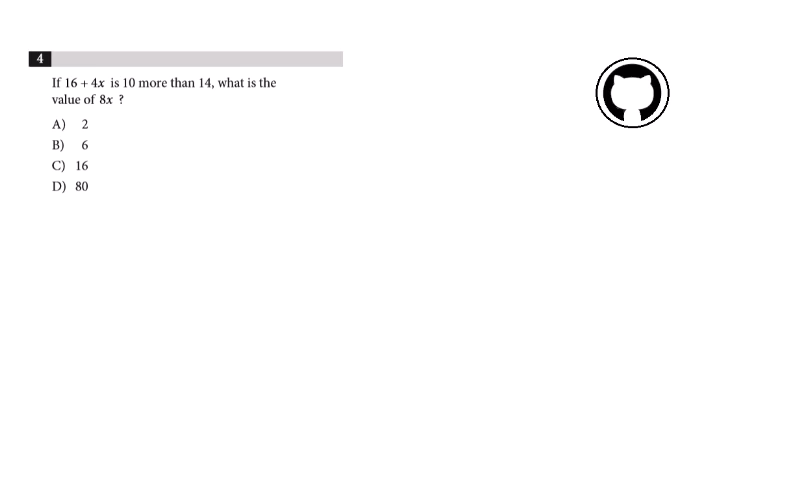 4
If 16 + 4x is 10 more than 14, what is the
value of 8x ?
A) 2
B) 6
C) 16
D) 80